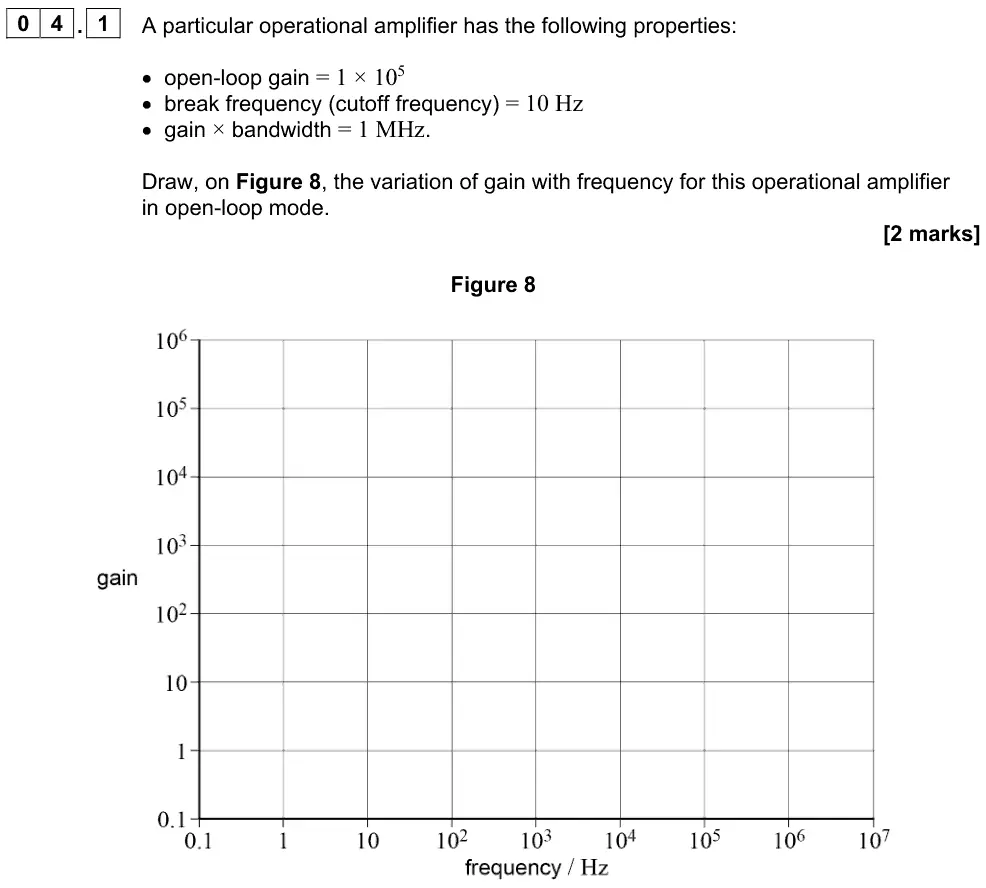 0 4 . 1 A particular operational amplifier has the following properties:
• open-loop gain = 1 × 10⁵
• break frequency (cutoff frequency) = 10 Hz
• gain × bandwidth = 1 MHz.
Draw, on Figure 8, the variation of gain with frequency for this operational amplifier
in open-loop mode.
[2 marks]
Figure 8
10⁶
10⁵
10⁴
10³
gain
10²
10
1
0.1
0.1 1 10 10² 10³ 10⁴ 10⁵ 10⁶ 10⁷
frequency / Hz